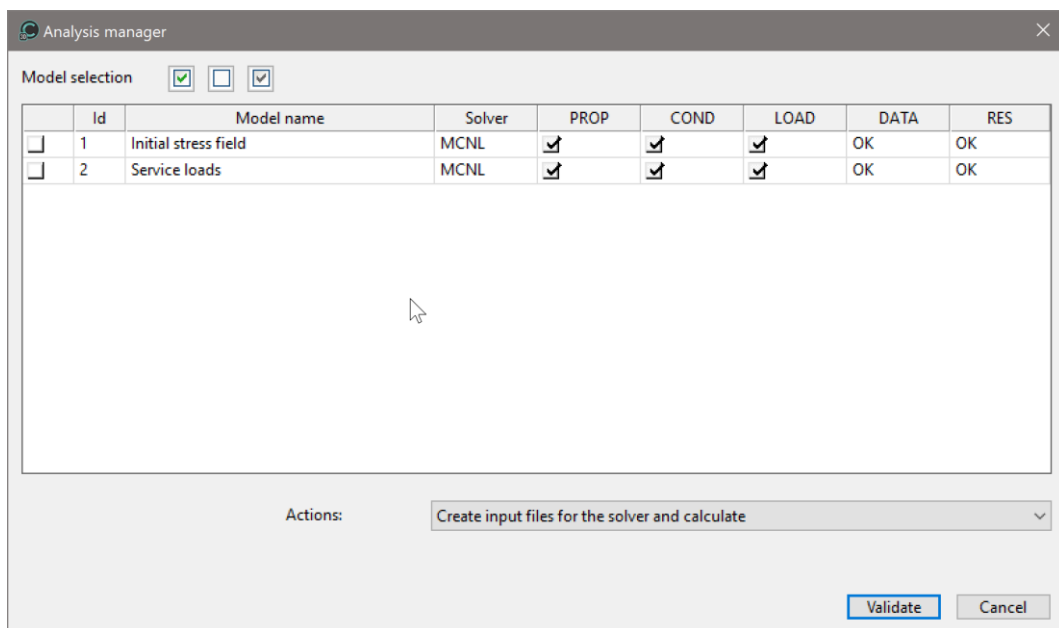 Analysis manager
Model selection
Id Model name Solver PROP COND LOAD DATA RES
1 Initial stress field MCNL OK OK
2 Service loads MCNL OK OK
Actions: Create input files for the solver and calculate
Validate Cancel